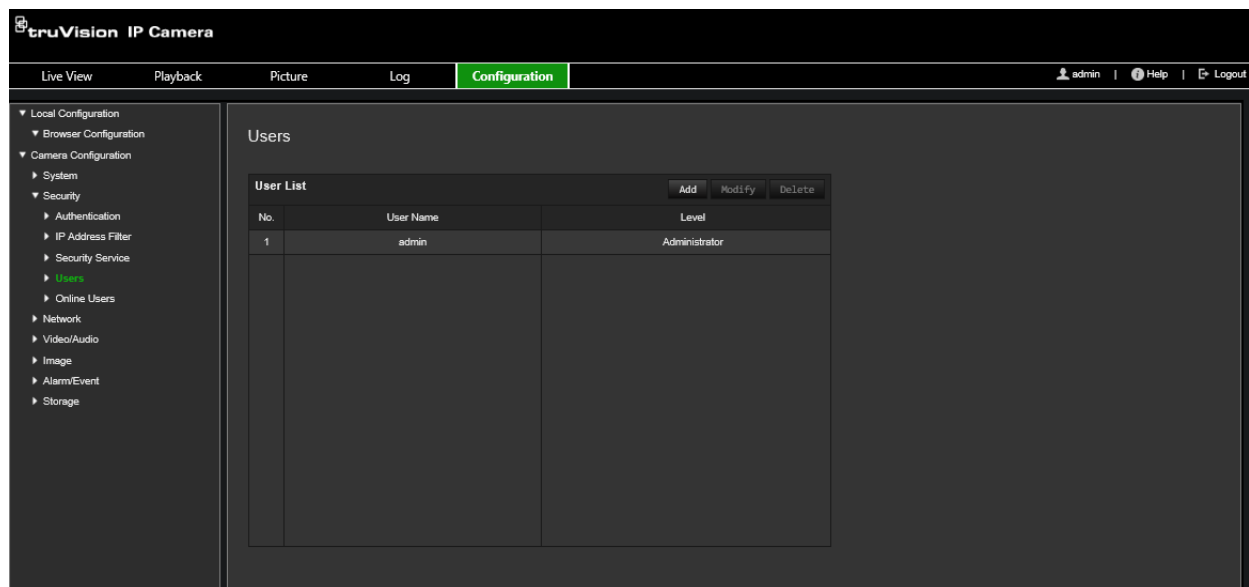 truVision IP Camera
Live View Playback Picture Log Configuration admin | Help | Logout
Local Configuration
Browser Configuration
Camera Configuration
System
Security
Authentication
IP Address Filter
Security Service
Users
Online Users
Network
Video/Audio
Image
Alarm/Event
Storage
Users
User List Add Modify Delete
No. User Name Level
1 admin Administrator